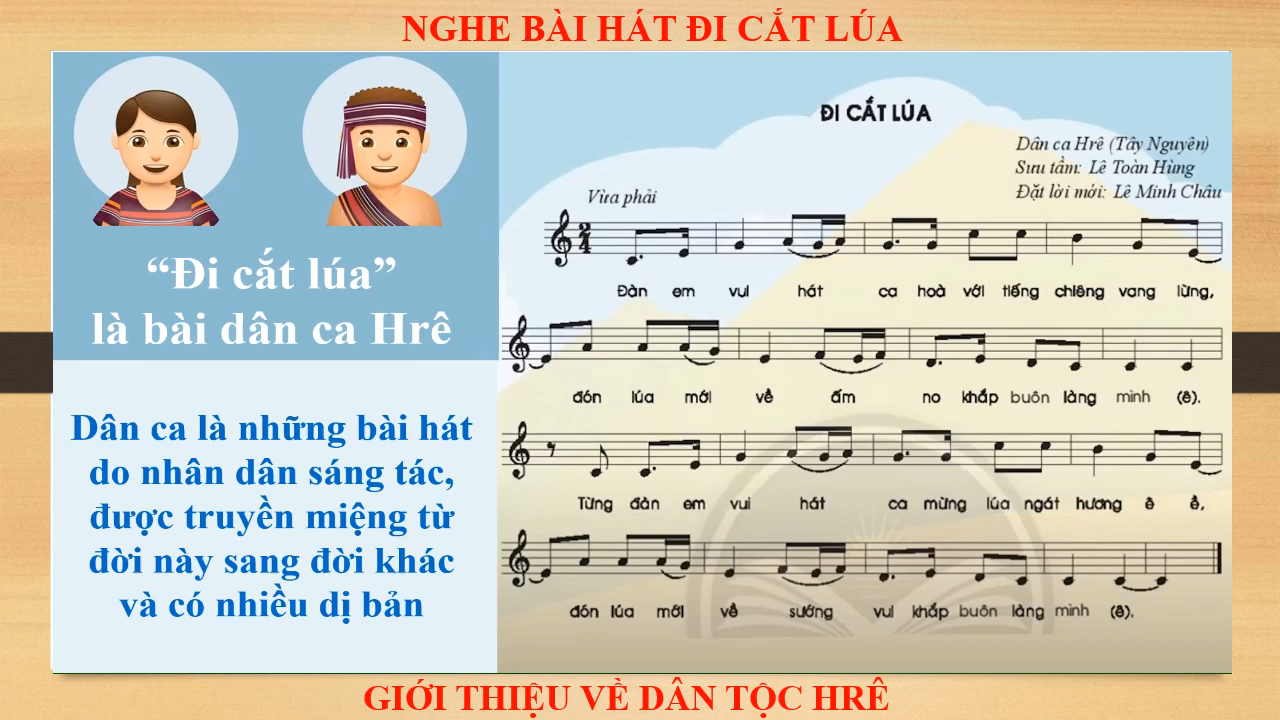 NGHE BÀI HÁT ĐI CẮT LÚA
“Đi cắt lúa”
là bài dân ca Hrê
Dân ca là những bài hát
do nhân dân sáng tác,
được truyền miệng từ
đời này sang đời khác
và có nhiều dị bản
ĐI CẮT LÚA
Dân ca Hrê (Tây Nguyên)
Sưu tầm: Lê Toàn Hùng
Đặt lời mới: Lê Minh Châu
Vừa phải
2
4
Đàn em vui hát ca hoà với tiếng chiêng vang lừng,
đón lúa mới về ấm no khắp buôn làng mình (ê).
Từng đàn em vui hát ca mừng lúa ngát hương ê ề,
đón lúa mới về sướng vui khắp buôn làng mình (ê).
GIỚI THIỆU VỀ DÂN TỘC HRÊ